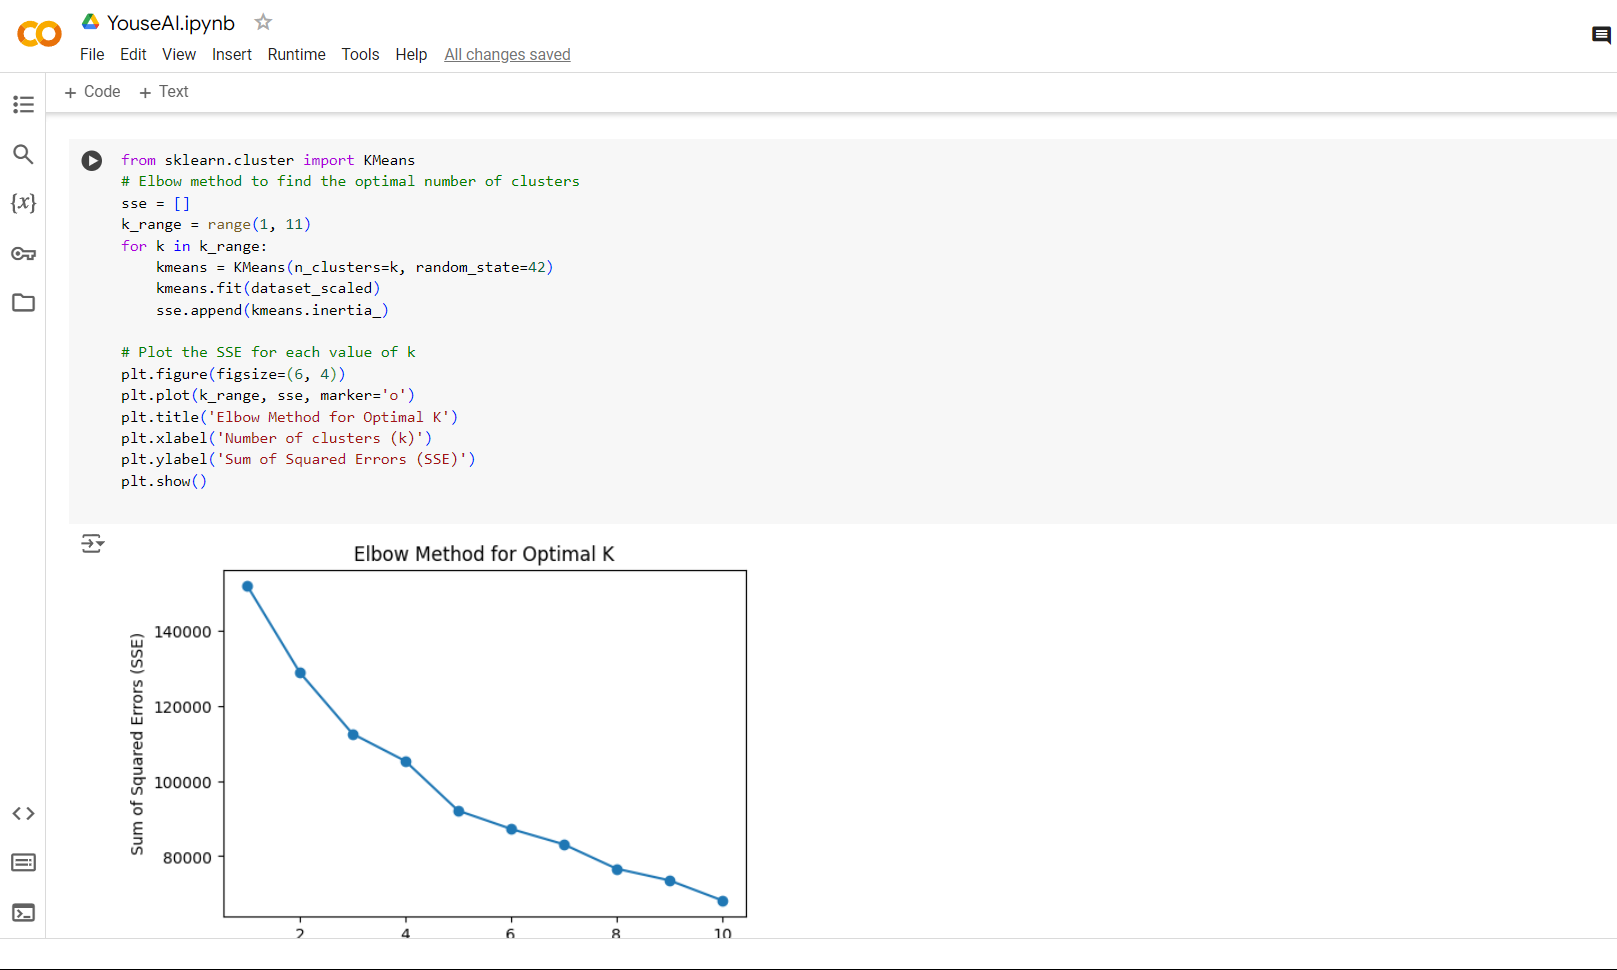 YouseAI.ipynb
File Edit View Insert Runtime Tools Help All changes saved
+ Code + Text
from sklearn.cluster import KMeans
# Elbow method to find the optimal number of clusters
sse = []
k_range = range(1, 11)
for k in k_range:
    kmeans = KMeans(n_clusters=k, random_state=42)
    kmeans.fit(dataset_scaled)
    sse.append(kmeans.inertia_)
# Plot the SSE for each value of k
plt.figure(figsize=(6, 4))
plt.plot(k_range, sse, marker='o')
plt.title('Elbow Method for Optimal K')
plt.xlabel('Number of clusters (k)')
plt.ylabel('Sum of Squared Errors (SSE)')
plt.show()
Elbow Method for Optimal K
Sum of Squared Errors (SSE)
140000
120000
100000
80000
2 4 6 8 10
{x}